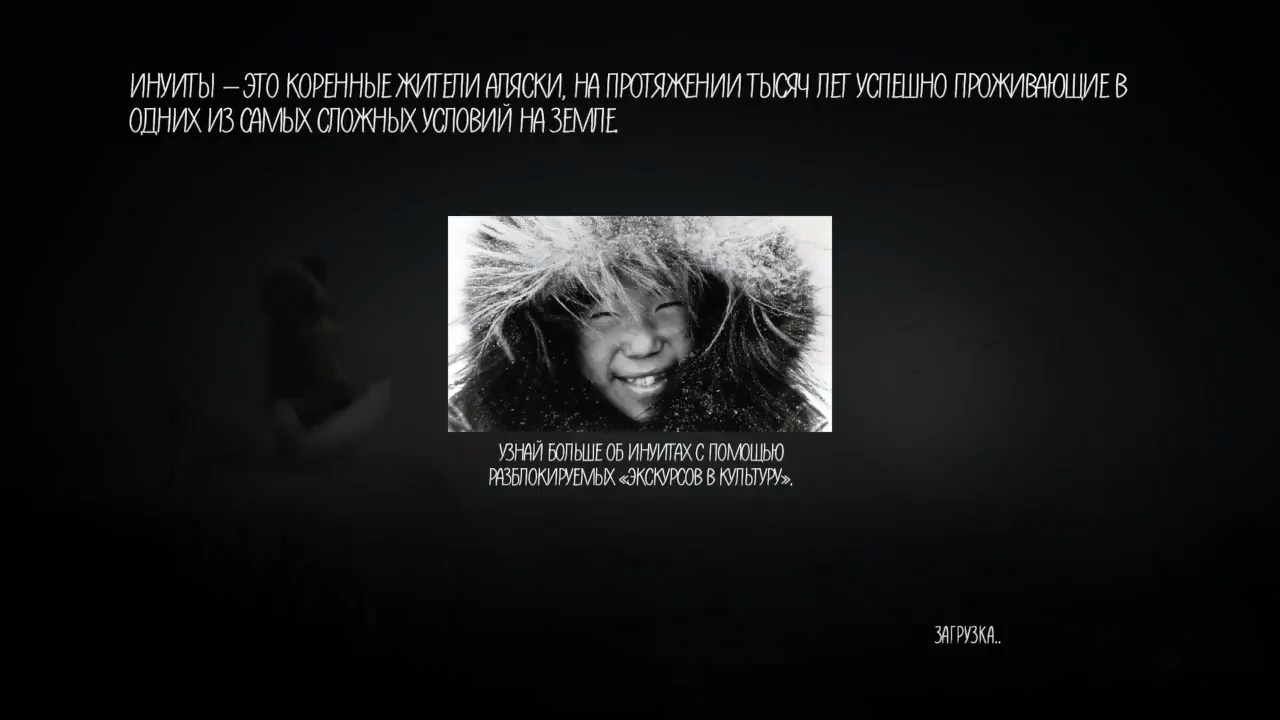 ИНУИТЫ – ЭТО КОРЕННЫЕ ЖИТЕЛИ АЛЯСКИ, НА ПРОТЯЖЕНИИ ТЫСЯЧ ЛЕТ УСПЕШНО ПРОЖИВАЮЩИЕ В
ОДНИХ ИЗ САМЫХ СЛОЖНЫХ УСЛОВИЙ НА ЗЕМЛЕ.
УЗНАЙ БОЛЬШЕ ОБ ИНУИТАХ С ПОМОЩЬЮ
РАЗБЛОКИРУЕМЫХ «ЭКСКУРСОВ В КУЛЬТУРУ».
ЗАГРУЗКА..